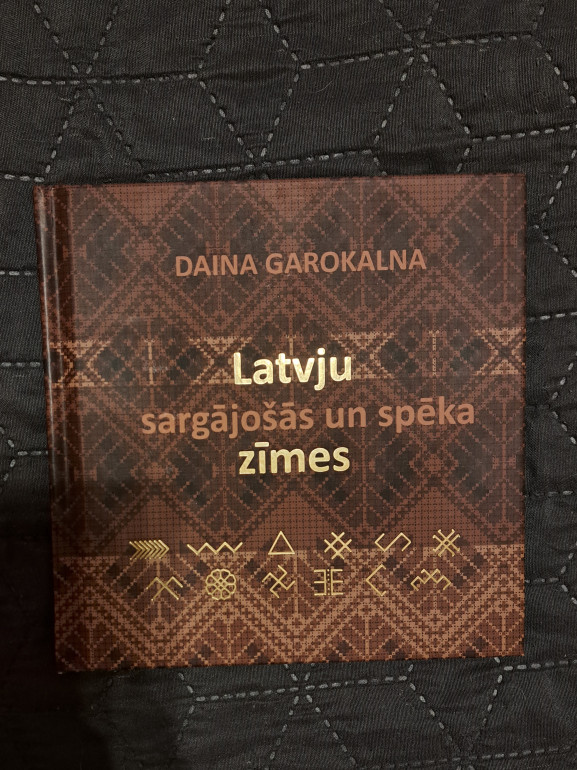 DAINA GAROKALNA
Latvju
sargājošās un spēka
zīmes